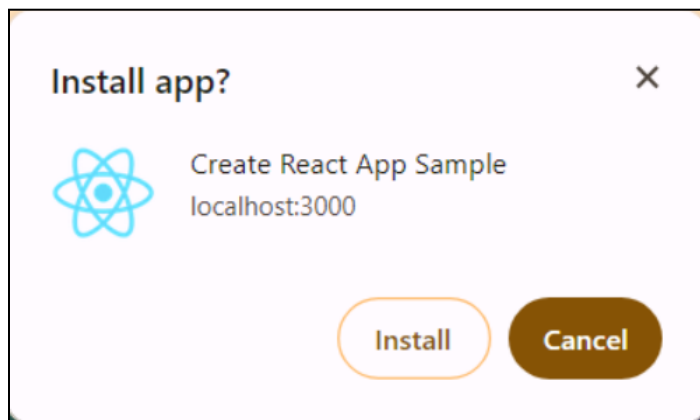 Install app?
Create React App Sample
localhost:3000
Install Cancel